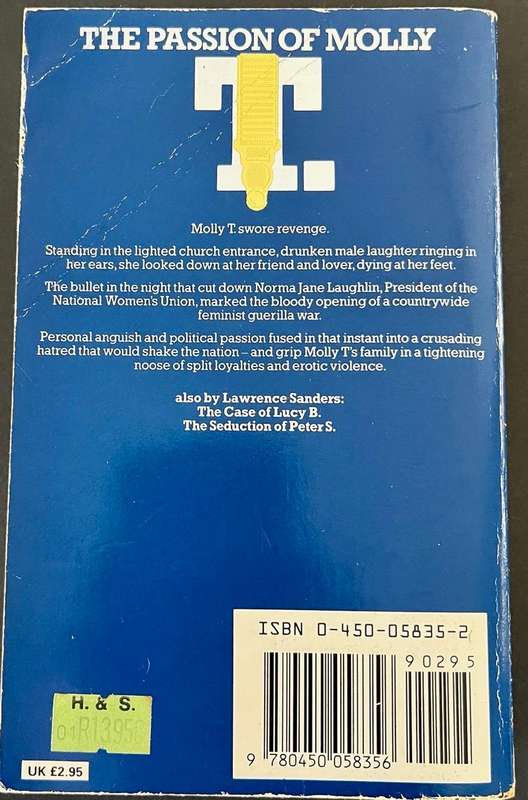 THE PASSION OF MOLLY
T.
Molly T. swore revenge.
Standing in the lighted church entrance, drunken male laughter ringing in
her ears, she looked down at her friend and lover, dying at her feet.
The bullet in the night that cut down Norma Jane Laughlin, President of the
National Women's Union, marked the bloody opening of a countrywide
feminist guerilla war.
Personal anguish and political passion fused in that instant into a crusading
hatred that would shake the nation – and grip Molly T's family in a tightening
noose of split loyalties and erotic violence.
also by Lawrence Sanders:
The Case of Lucy B.
The Seduction of Peter S.
ISBN 0-450-05835-2
90295
9 780450 058356
H. & S.
UK £2.95